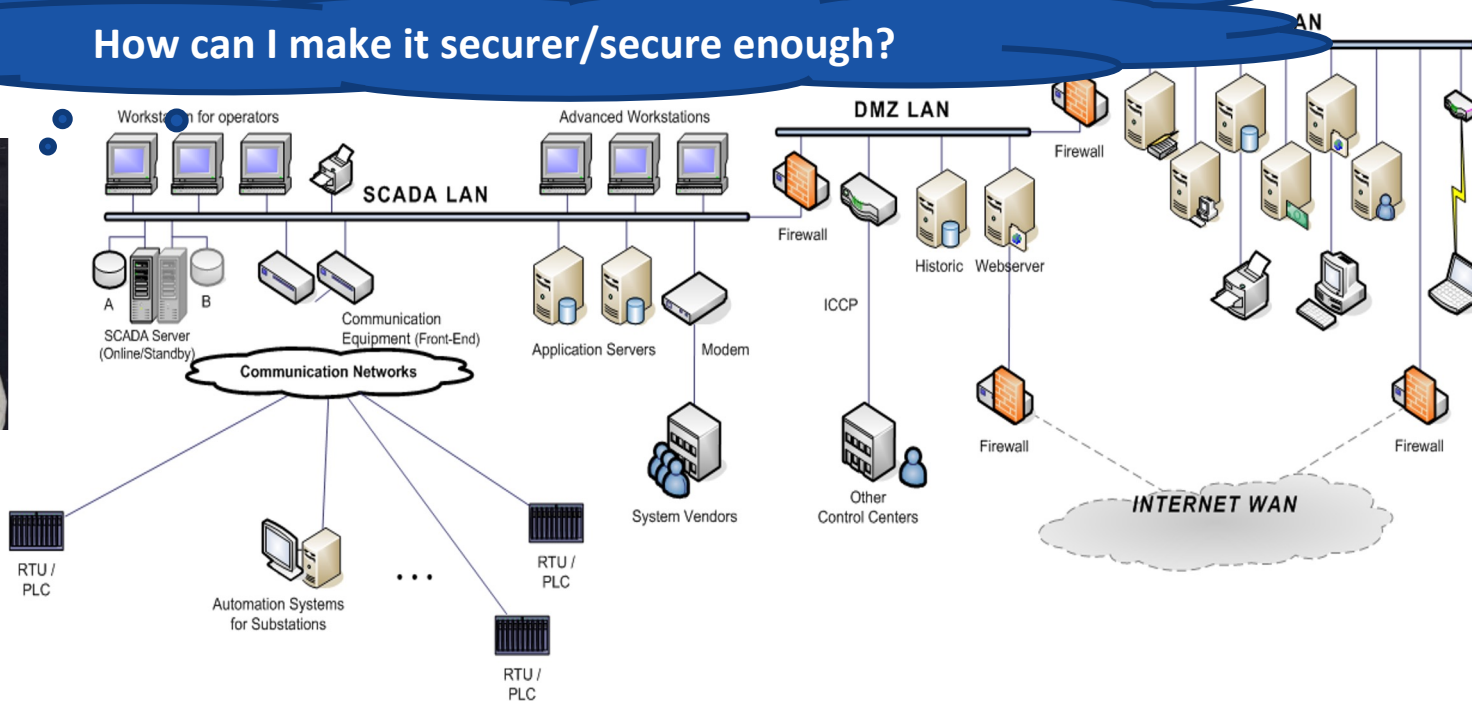 How can I make it securer/secure enough?
AN
Workstation for operators
Advanced Workstations
DMZ LAN
Firewall
SCADA LAN
Firewall
Historic Webserver
A
B
ICCP
SCADA Server
(Online/Standby)
Communication
Equipment (Front-End)
Application Servers
Modem
Communication Networks
Firewall
Firewall
System Vendors
Other
Control Centers
INTERNET WAN
RTU /
PLC
Automation Systems
for Substations
...
RTU /
PLC
RTU /
PLC